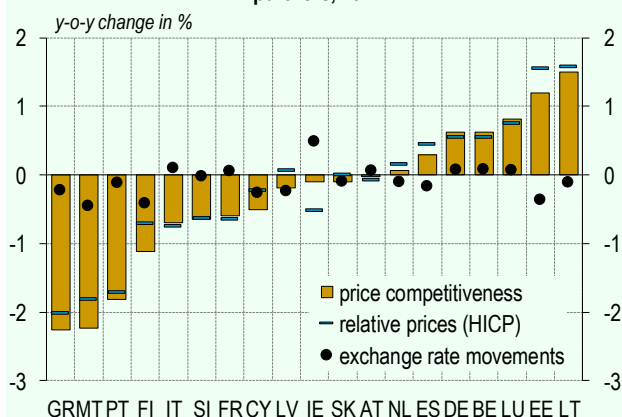 y-o-y change in %
2 2
1 1
0 0
-1 -1
-2 -2
-3 -3
price competitiveness
relative prices (HICP)
exchange rate movements
GR MT PT FI IT SI FR CY LV IE SK AT NL ES DE BE LU EE LT